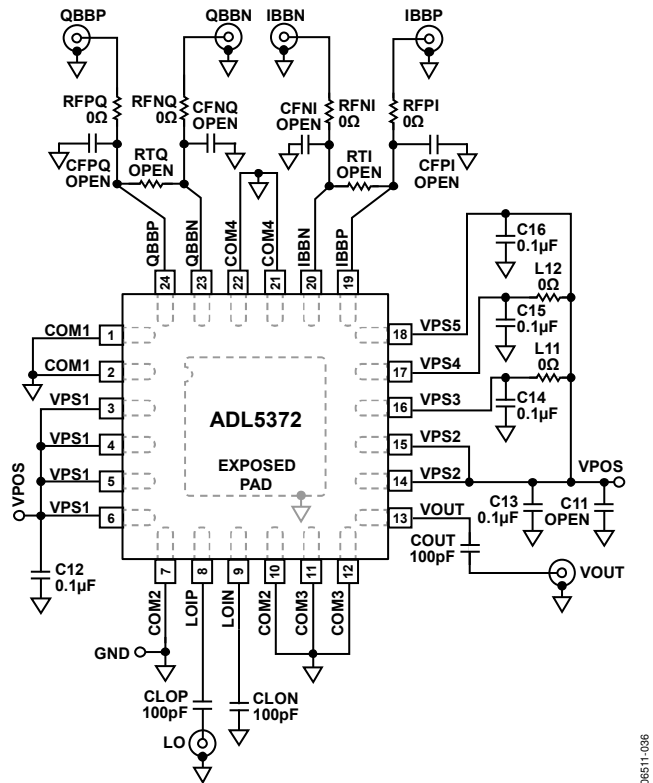 QBBP
QBBN
IBBN
IBBP
RFPQ
0Ω
RFNQ
0Ω
CFNQ
OPEN
CFNI
OPEN
RFNI
0Ω
RFPI
0Ω
CFPQ
OPEN
RTQ
OPEN
RTI
OPEN
CFPI
OPEN
QBBP
QBBN
COM4
COM4
IBBN
IBBP
24
23
22
21
20
19
C16
0.1µF
L12
0Ω
C15
0.1µF
L11
0Ω
C14
0.1µF
COM1
1
COM1
2
VPS1
3
VPS1
4
VPS1
5
VPS1
6
VPOS
C12
0.1µF
ADL5372
EXPOSED
PAD
18
VPS5
17
VPS4
16
VPS3
15
VPS2
14
VPS2
13
VOUT
VPOS
C13
0.1µF
C11
OPEN
COUT
100pF
VOUT
7
8
9
10
11
12
COM2
LOIP
LOIN
COM2
COM3
COM3
GND
CLOP
100pF
CLON
100pF
LO
06511-036